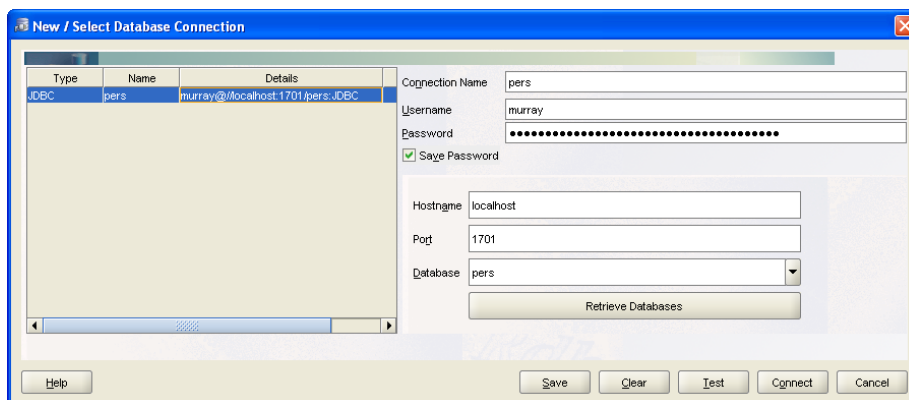 New / Select Database Connection
Type Name Details
JDBC pers murray@//localhost:1701/pers:JDBC
Connection Name pers
Username murray
Password ••••••••••••••••••••••••••••••••••••••
Save Password
Hostname localhost
Port 1701
Database pers
Retrieve Databases
Help Save Clear Test Connect Cancel